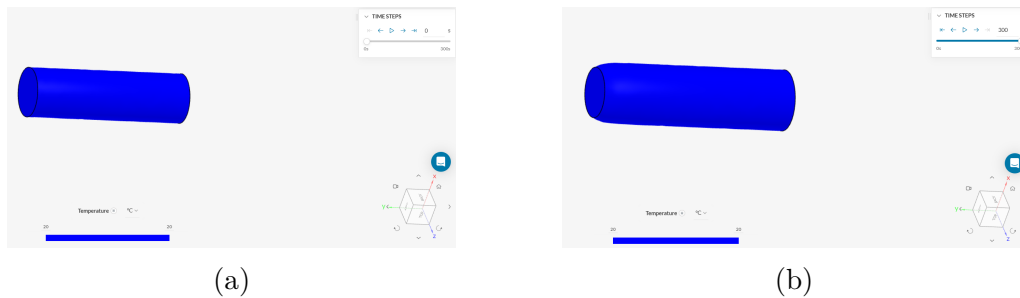 TIME STEPS
0 s
0s 300s
Temperature °C
20 20
X
Y
Z
(a)
TIME STEPS
300
0s
Temperature °C
20 20
X
Y
Z
(b)